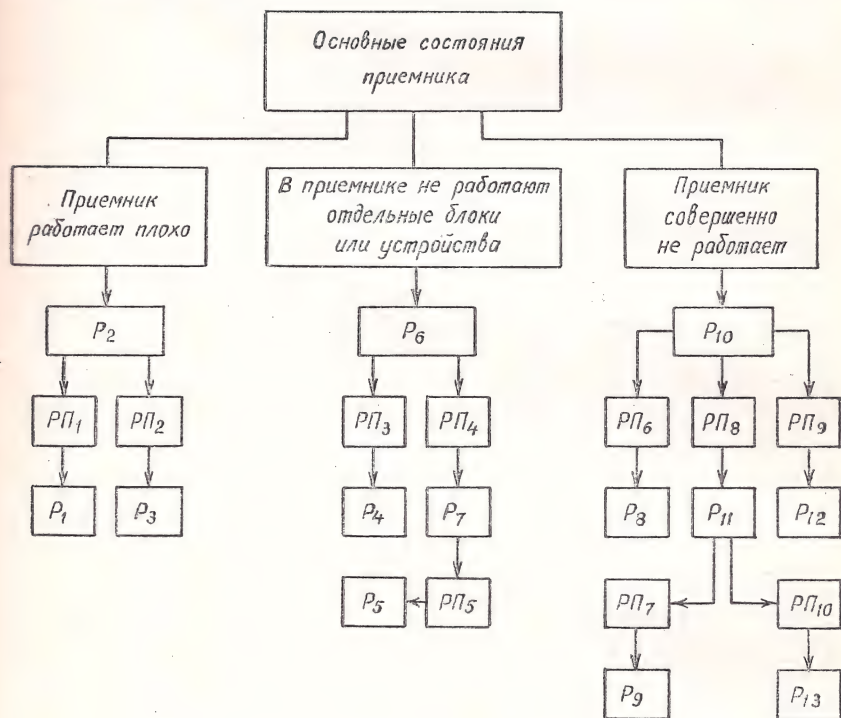 Основные состояния
приемника
Приемник
работает плохо
В приемнике не работают
отдельные блоки
или устройства
Приемник
совершенно
не работает
P₂
P₆
P₁₀
РП₁
РП₂
РП₃
РП₄
РП₆
РП₈
РП₉
P₁
P₃
P₄
P₇
P₈
P₁₁
P₁₂
P₅
РП₅
РП₇
РП₁₀
P₉
P₁₃